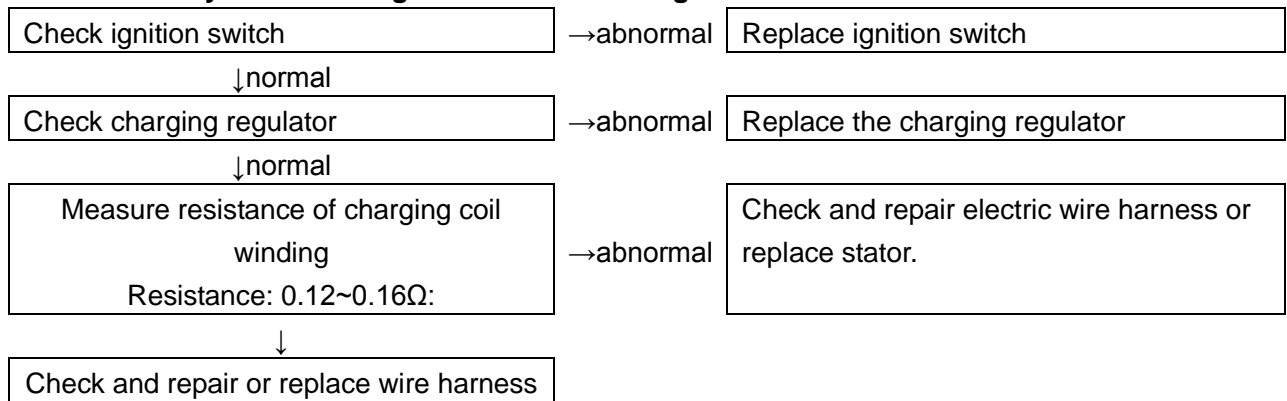 Check ignition switch →abnormal Replace ignition switch
↓normal
Check charging regulator →abnormal Replace the charging regulator
↓normal
Measure resistance of charging coil
winding
Resistance: 0.12~0.16Ω:
→abnormal
Check and repair electric wire harness or
replace stator.
↓
Check and repair or replace wire harness